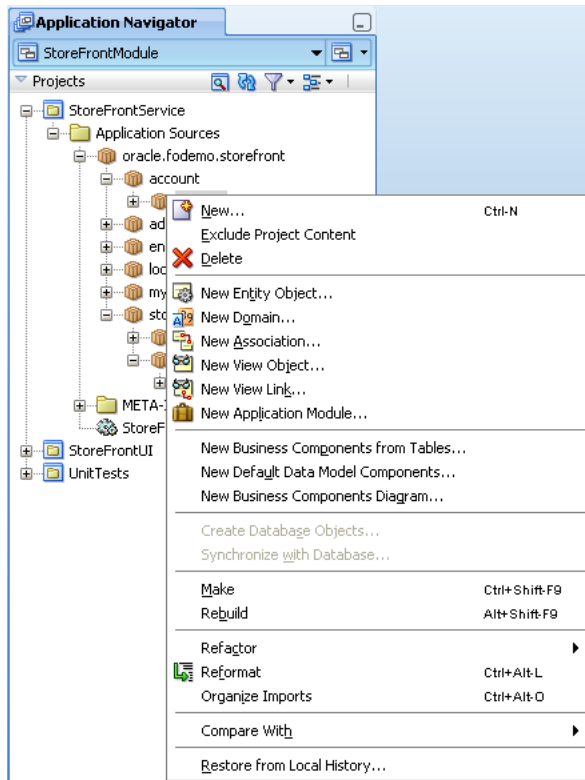 Application Navigator
StoreFrontModule
Projects
StoreFrontService
Application Sources
oracle.fodemo.storefront
account
ad
en
loc
my
sto
META-
StoreF
StoreFrontUI
UnitTests
New... Ctrl-N
Exclude Project Content
Delete
New Entity Object...
New Domain...
New Association...
New View Object...
New View Link...
New Application Module...
New Business Components from Tables...
New Default Data Model Components...
New Business Components Diagram...
Create Database Objects...
Synchronize with Database...
Make Ctrl+Shift-F9
Rebuild Alt+Shift-F9
Refactor
Reformat Ctrl+Alt-L
Organize Imports Ctrl+Alt-O
Compare With
Restore from Local History...